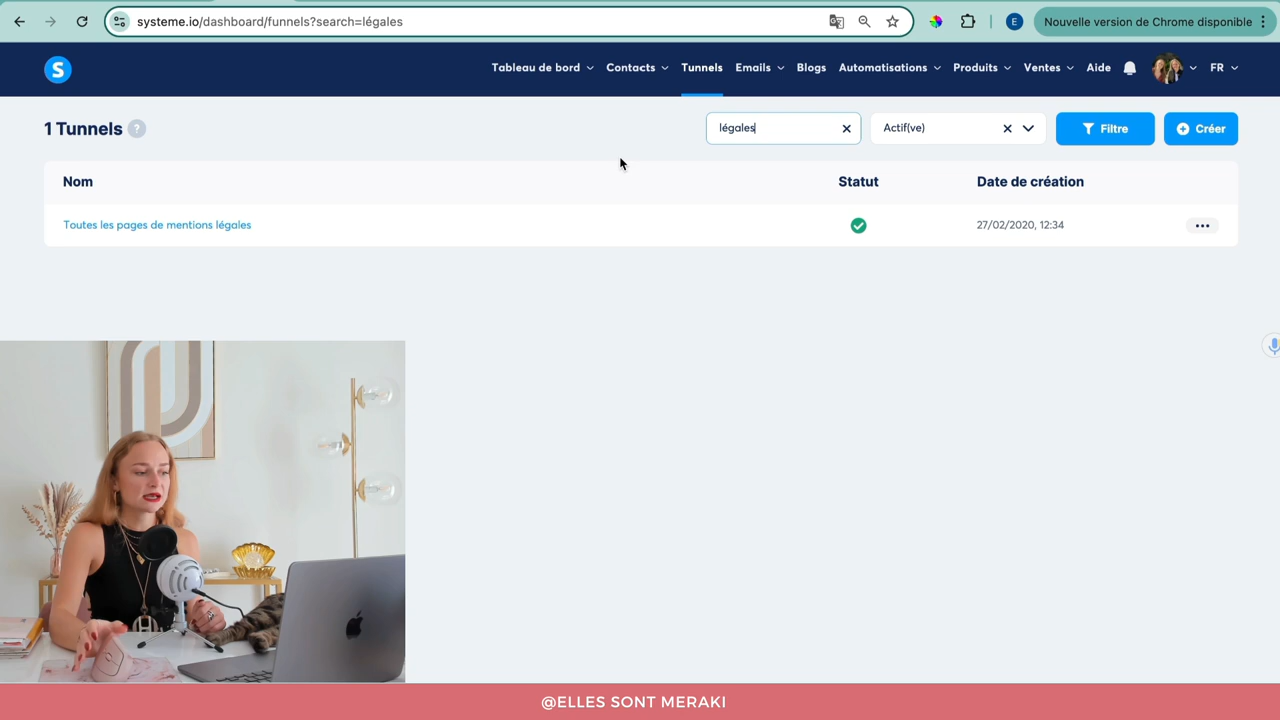 systeme.io/dashboard/funnels?search=légales
Nouvelle version de Chrome disponible
E
S
Tableau de bord
Contacts
Tunnels
Emails
Blogs
Automatisations
Produits
Ventes
Aide
FR
1 Tunnels ?
légales
Actif(ve)
Filtre
Créer
Nom
Statut
Date de création
Toutes les pages de mentions légales
27/02/2020, 12:34
@ELLES SONT MERAKI